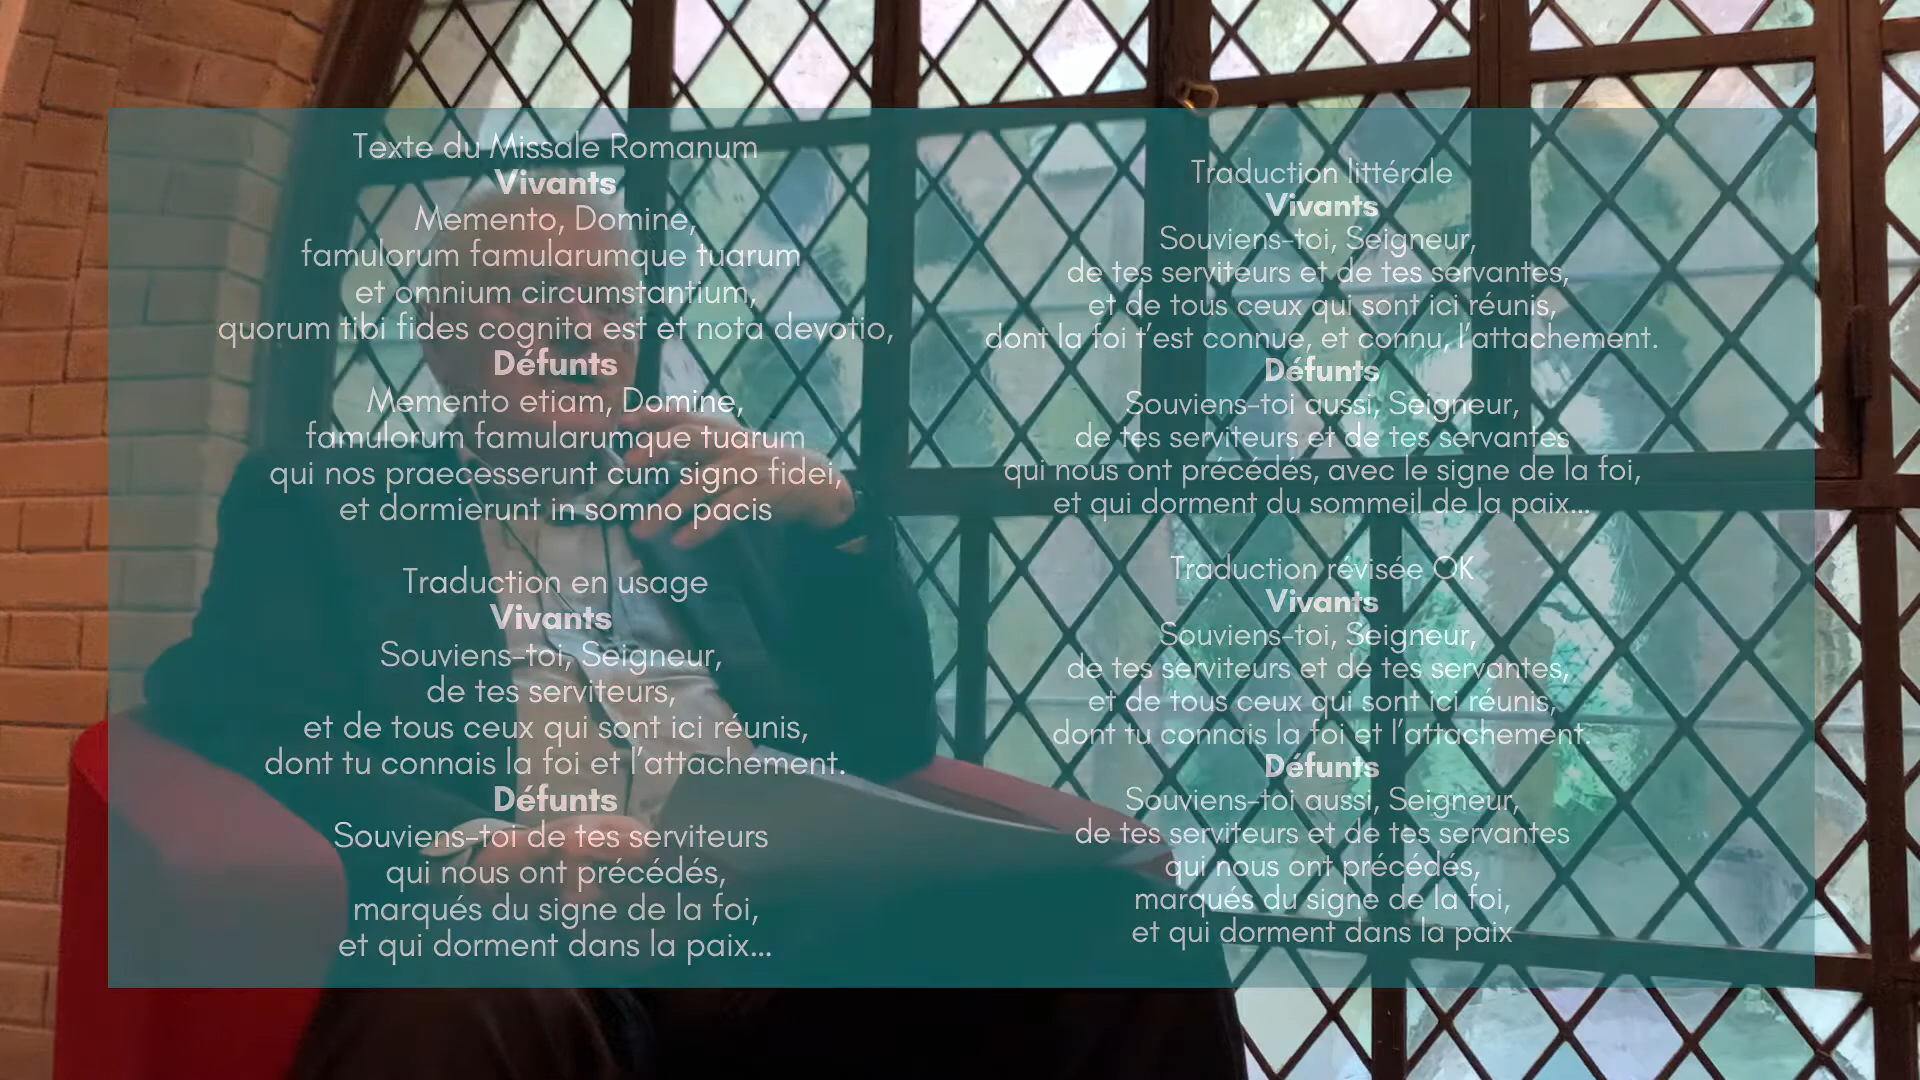 Texte du Missale Romanum
Vivants
Memento, Domine,
famulorum famularumque tuarum
et omnium circumstantium,
quorum tibi fides cognita est et nota devotio,
Défunts
Memento etiam, Domine,
famulorum famularumque tuarum
qui nos praecesserunt cum signo fidei,
et dormierunt in somno pacis
Traduction en usage
Vivants
Souviens-toi, Seigneur,
de tes serviteurs,
et de tous ceux qui sont ici réunis,
dont tu connais la foi et l'attachement.
Défunts
Souviens-toi de tes serviteurs
qui nous ont précédés,
marqués du signe de la foi,
et qui dorment dans la paix...
Traduction littérale
Vivants
Souviens-toi, Seigneur,
de tes serviteurs et de tes servantes,
et de tous ceux qui sont ici réunis,
dont la foi t'est connue, et connu, l'attachement.
Défunts
Souviens-toi aussi, Seigneur,
de tes serviteurs et de tes servantes
qui nous ont précédés, avec le signe de la foi,
et qui dorment du sommeil de la paix...
Traduction révisée OK
Vivants
Souviens-toi, Seigneur,
de tes serviteurs et de tes servantes,
et de tous ceux qui sont ici réunis,
dont tu connais la foi et l'attachement.
Défunts
Souviens-toi aussi, Seigneur,
de tes serviteurs et de tes servantes
qui nous ont précédés,
marqués du signe de la foi,
et qui dorment dans la paix